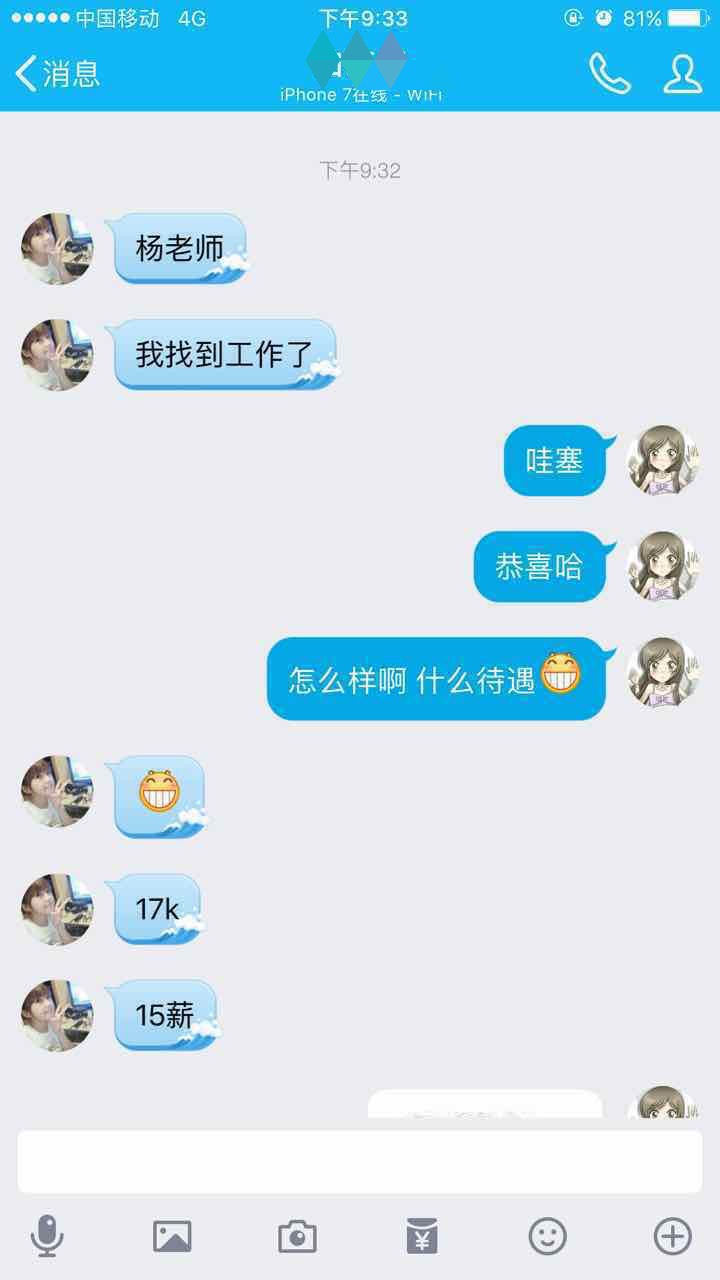 中国移动 4G 下午9:33 81%
消息
iPhone 7在线 - WiFi
下午9:32
杨老师
我找到工作了
哇塞
恭喜哈
怎么样啊 什么待遇
17k
15薪